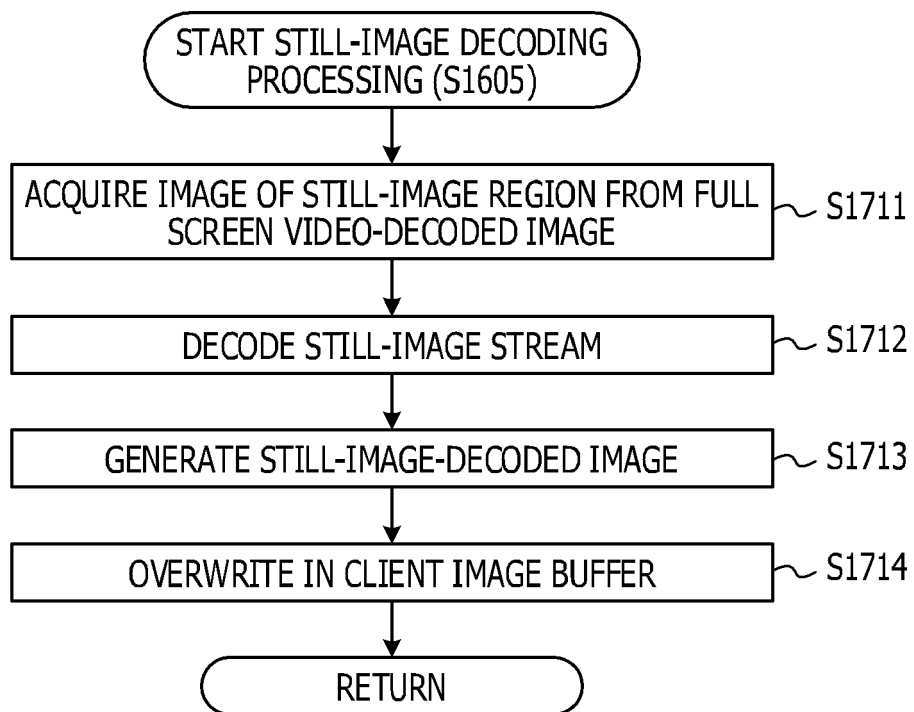 START STILL-IMAGE DECODING
PROCESSING (S1605)
ACQUIRE IMAGE OF STILL-IMAGE REGION FROM FULL
SCREEN VIDEO-DECODED IMAGE
S1711
DECODE STILL-IMAGE STREAM
S1712
GENERATE STILL-IMAGE-DECODED IMAGE
S1713
OVERWRITE IN CLIENT IMAGE BUFFER
S1714
RETURN